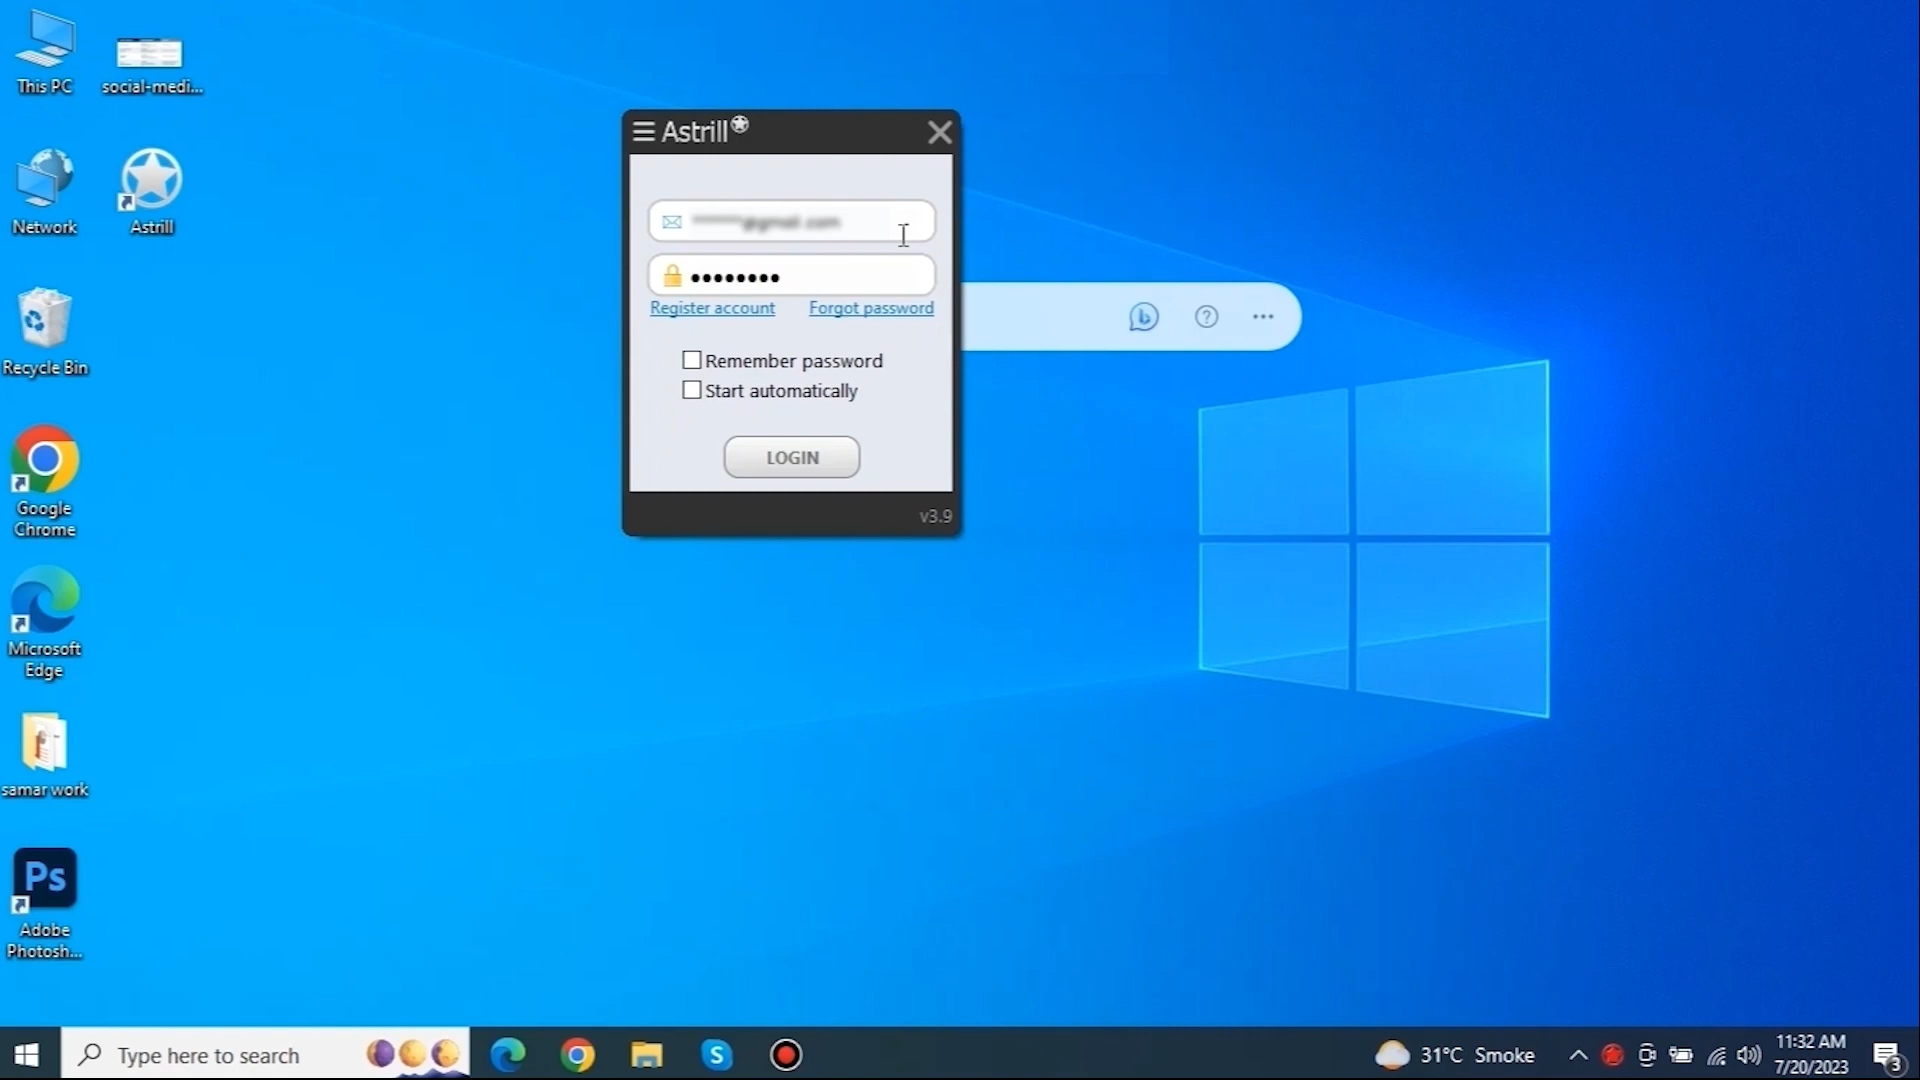 This PC
social-medi...
Network
Astrill
Recycle Bin
Google
Chrome
Microsoft
Edge
samar work
Ps
Adobe
Photosh...
Astrill
@gmail.com
Register account
Forgot password
Remember password
Start automatically
LOGIN
v3.9
Type here to search
31°C Smoke
11:32 AM
7/20/2023
3